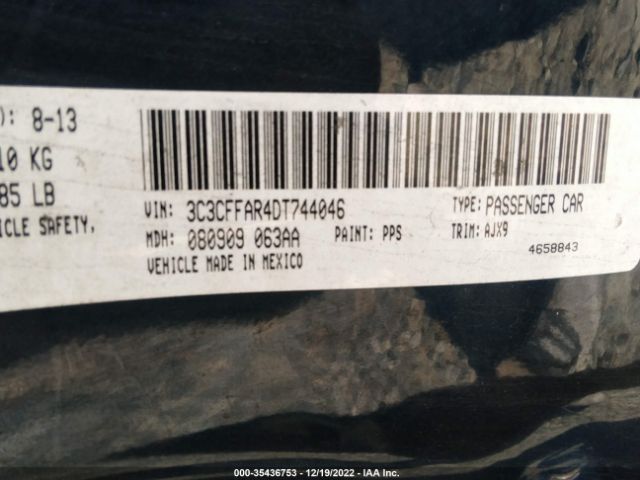 ): 8-13
10 KG
85 LB
ICLE SAFETY,
VIN: 3C3CFFAR4DT744046 TYPE: PASSENGER CAR
MDH: 080909 063AA PAINT: PPS TRIM: AJX9
VEHICLE MADE IN MEXICO 4658843
000-35436753 - 12/19/2022 - IAA Inc.